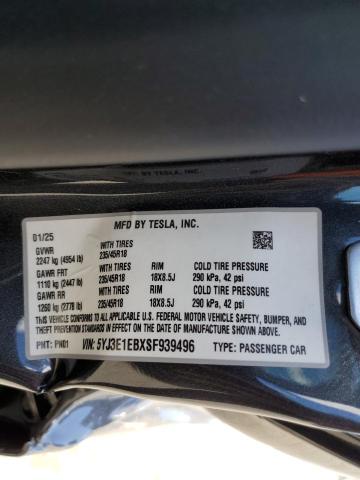 MFD BY TESLA, INC.
01/25
GVWR
2247 kg (4954 lb) WITH TIRES 235/45R18
GAWR FRT
1110 kg (2447 lb) WITH TIRES 235/45R18 RIM 18X8.5J COLD TIRE PRESSURE 290 kPa, 42 psi
GAWR RR
1260 kg (2778 lb) WITH TIRES 235/45R18 RIM 18X8.5J COLD TIRE PRESSURE 290 kPa, 42 psi
THIS VEHICLE CONFORMS TO ALL APPLICABLE U.S. FEDERAL MOTOR VEHICLE SAFETY, BUMPER,
AND THEFT PREVENTION STANDARDS IN EFFECT ON THE DATE OF MANUFACTURE SHOWN ABOVE.
PMT: PN01 VIN: 5YJ3E1EBXSF939496 TYPE: PASSENGER CAR